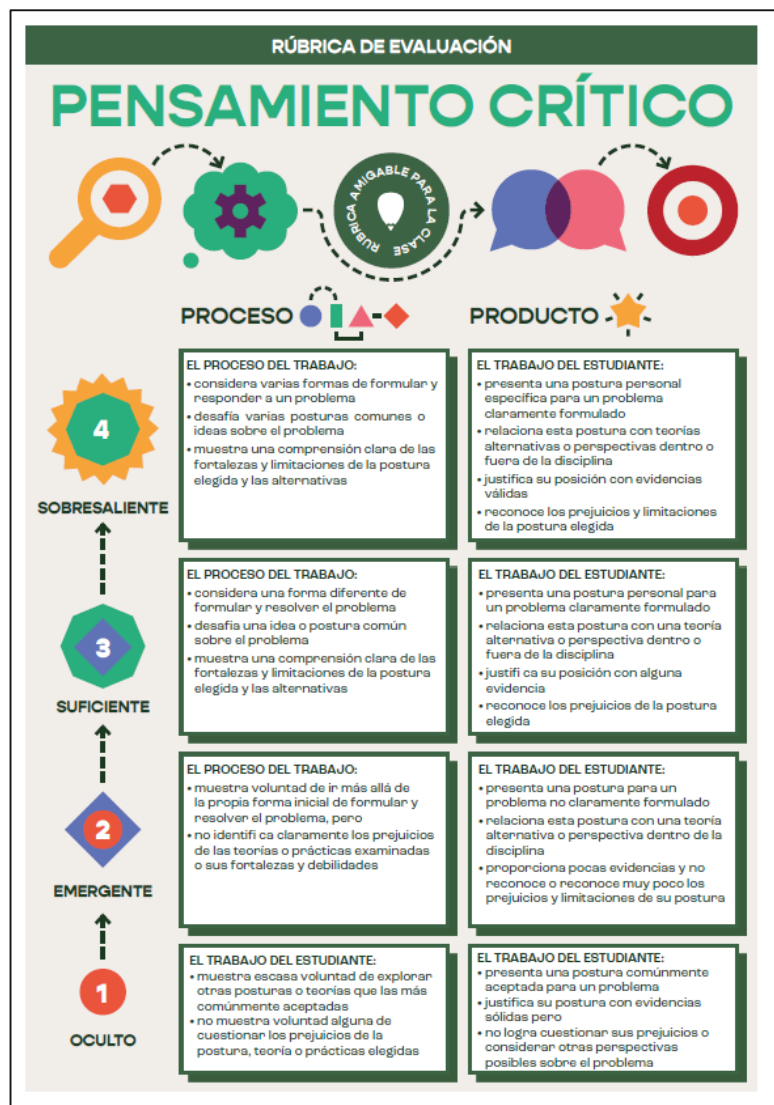 RÚBRICA DE EVALUACIÓN
PENSAMIENTO CRÍTICO
RUBRICA AMIGABLE PARA LA CLASE
PROCESO
PRODUCTO
4
SOBRESALIENTE
EL PROCESO DEL TRABAJO:
• considera varias formas de formular y
responder a un problema
• desafía varias posturas comunes o
ideas sobre el problema
• muestra una comprensión clara de las
fortalezas y limitaciones de la postura
elegida y las alternativas
EL TRABAJO DEL ESTUDIANTE:
• presenta una postura personal
específica para un problema
claramente formulado
• relaciona esta postura con teorías
alternativas o perspectivas dentro o
fuera de la disciplina
• justifica su posición con evidencias
válidas
• reconoce los prejuicios y limitaciones
de la postura elegida
3
SUFICIENTE
EL PROCESO DEL TRABAJO:
• considera una forma diferente de
formular y resolver el problema
• desafia una idea o postura común
sobre el problema
• muestra una comprensión clara de las
fortalezas y limitaciones de la postura
elegida y las alternativas
EL TRABAJO DEL ESTUDIANTE:
• presenta una postura personal para
un problema claramente formulado
• relaciona esta postura con una teoría
alternativa o perspectiva dentro o
fuera de la disciplina
• justifi ca su posición con alguna
evidencia
• reconoce los prejuicios de la postura
elegida
2
EMERGENTE
EL PROCESO DEL TRABAJO:
• muestra voluntad de ir más allá de
la propia forma inicial de formular y
resolver el problema, pero
• no identifi ca claramente los prejuicios
de las teorías o prácticas examinadas
o sus fortalezas y debilidades
EL TRABAJO DEL ESTUDIANTE:
• presenta una postura para un
problema no claramente formulado
• relaciona esta postura con una teoría
alternativa o perspectiva dentro de la
disciplina
• proporciona pocas evidencias y no
reconoce o reconoce muy poco los
prejuicios y limitaciones de su postura
1
OCULTO
EL TRABAJO DEL ESTUDIANTE:
• muestra escasa voluntad de explorar
otras posturas o teorías que las más
comúnmente aceptadas
• no muestra voluntad alguna de
cuestionar los prejuicios de la
postura, teoría o prácticas elegidas
EL TRABAJO DEL ESTUDIANTE:
• presenta una postura comúnmente
aceptada para un problema
• justifica su postura con evidencias
sólidas pero
• no logra cuestionar sus prejuicios o
considerar otras perspectivas
posibles sobre el problema